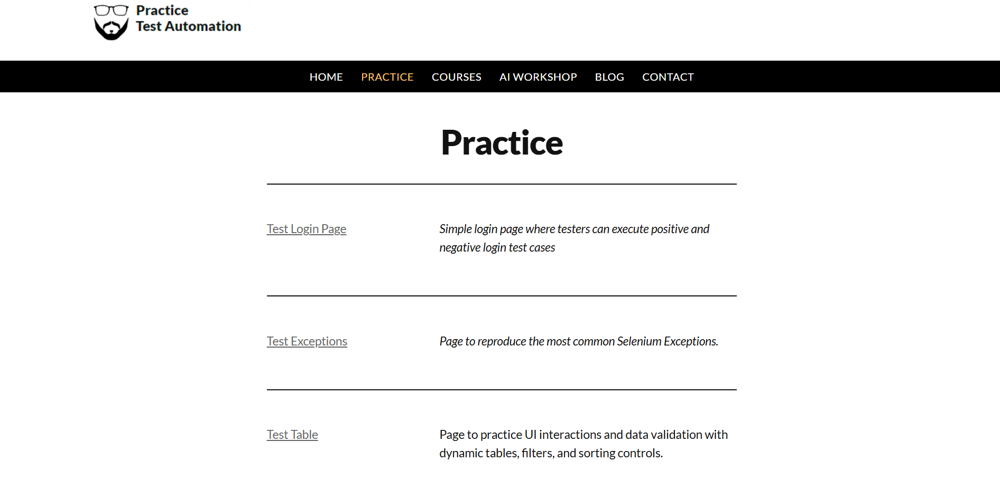 Practice
Test Automation
HOME PRACTICE COURSES AI WORKSHOP BLOG CONTACT
Practice
Test Login Page
Simple login page where testers can execute positive and
negative login test cases
Test Exceptions
Page to reproduce the most common Selenium Exceptions.
Test Table
Page to practice UI interactions and data validation with
dynamic tables, filters, and sorting controls.